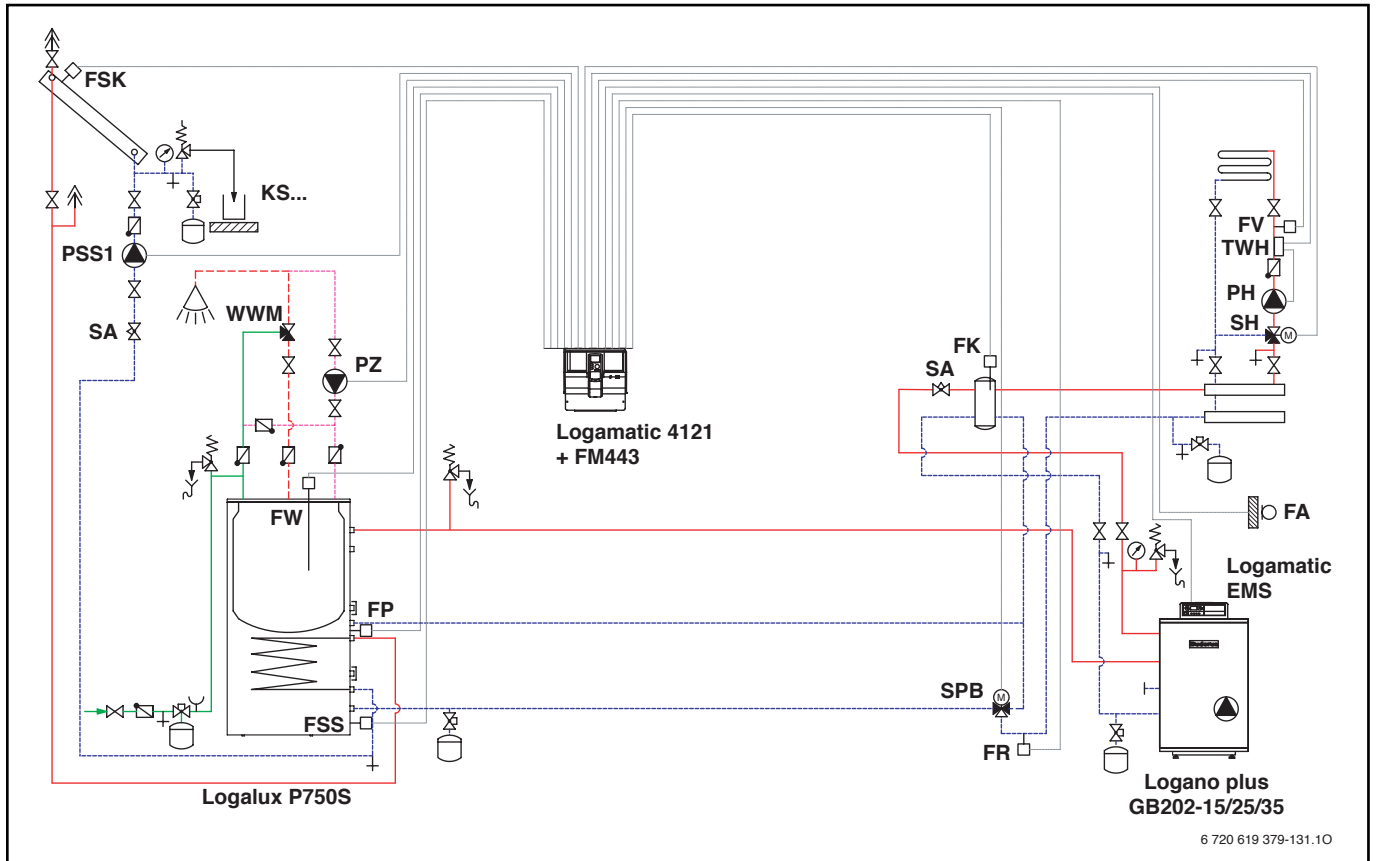 FSK
KS...
FV
TWH
PSS1
PH
WWM
SH
M
SA
PZ
FK
SA
Logamatic 4121
+ FM443
FW
FA
Logamatic
EMS
FP
SPB
M
FSS
FR
Logalux P750S
Logano plus
GB202-15/25/35
6 720 619 379-131.1O